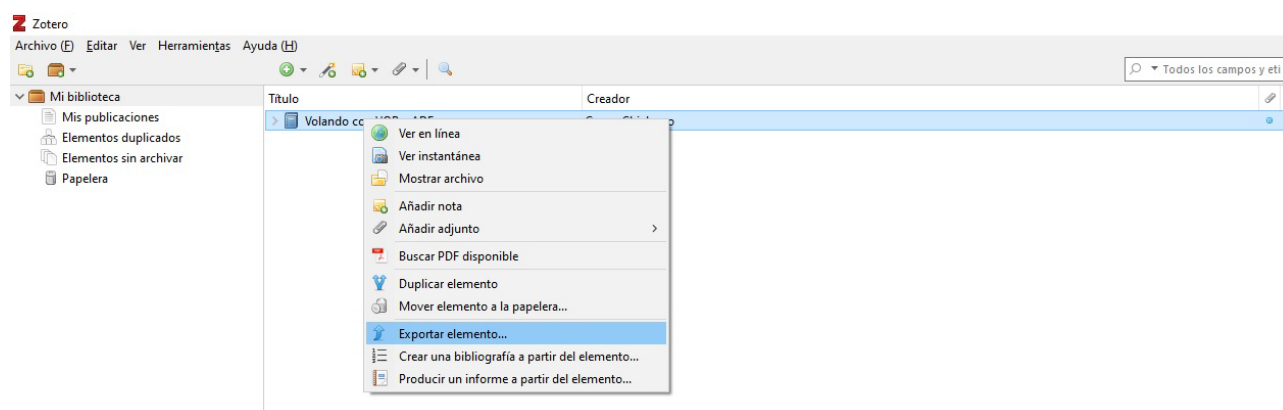 Zotero
Archivo (F) Editar Ver Herramientas Ayuda (H)
Todos los campos y eti
Mi biblioteca
Título Creador
Mis publicaciones
Volando co
Elementos duplicados
Ver en línea
Elementos sin archivar
Ver instantánea
Papelera
Mostrar archivo
Añadir nota
Añadir adjunto
Buscar PDF disponible
Duplicar elemento
Mover elemento a la papelera...
Exportar elemento...
Crear una bibliografía a partir del elemento...
Producir un informe a partir del elemento...